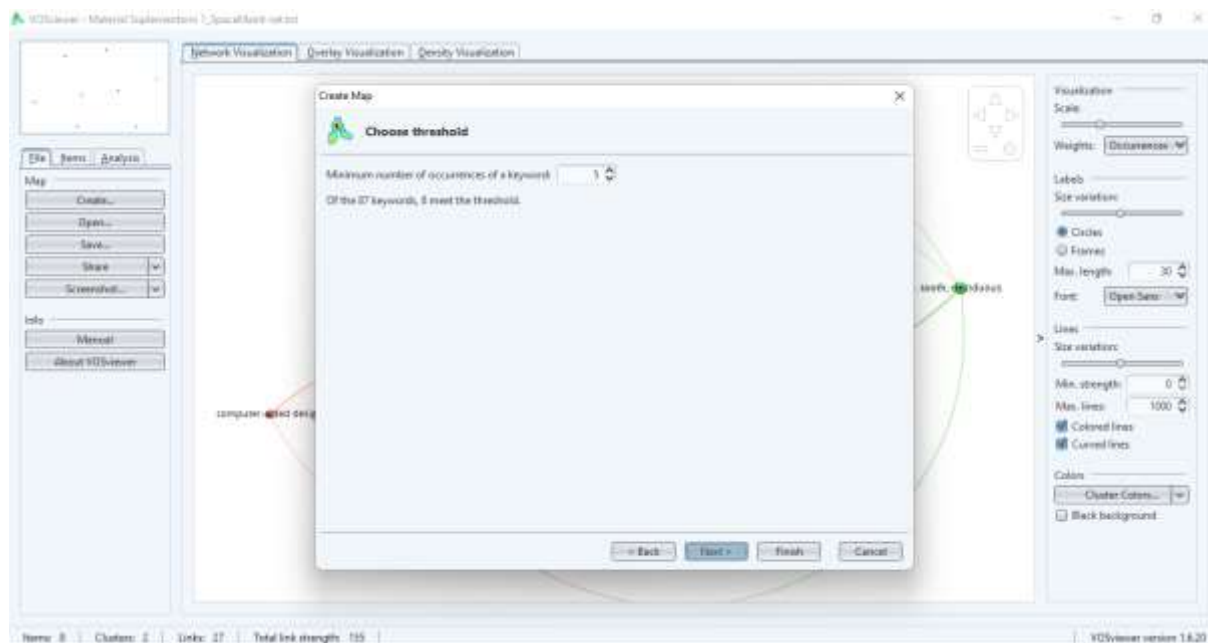 VOSviewer - Material Suplementario 7_SpaceMaint-net.txt
Network Visualization Overlay Visualization Density Visualization
File Items Analysis
Map
Create...
Open...
Save...
Share
Screenshot...
Info
Manual
About VOSviewer
Create Map
Choose threshold
Minimum number of occurrences of a keyword: 5
Of the 87 keywords, 8 meet the threshold.
< Back Next > Finish Cancel
computer-aided desig
tooth, deciduous
Visualization
Scale:
Weights: Occurrences
Labels
Size variation:
Circles
Frames
Max. length: 30
Font: Open Sans
Lines
Size variation:
Min. strength: 0
Max. lines: 1000
Colored lines
Curved lines
Colors
Cluster Colors...
Black background
Items: 8 Clusters: 2 Links: 27 Total link strength: 155
VOSviewer version 1.6.20